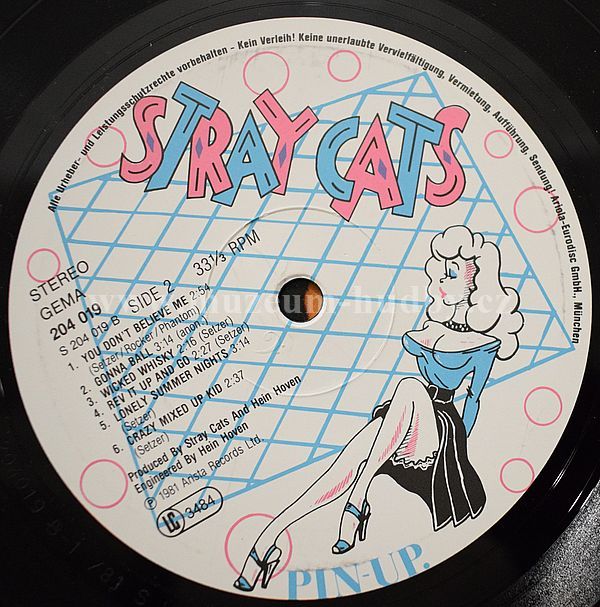 Alle Urheber- und Leistungsschutzrechte vorbehalten - Kein Verleih! Keine unerlaubte Vervielfältigung, Vermietung, Aufführung, Sendung! Ariola-Eurodisc GmbH., München
STRAY CATS
STEREO
GEMA
204 019
SIDE 2
33 1/3 RPM
S 204 019-B
1. YOU DON'T BELIEVE ME 2:54
(Setzer / Rocker / Phantom)
2. GONNA BALL 3:14 (anon.)
3. WICKED WHISKY 2:16 (Setzer)
4. REV IT UP AND GO 2:27 (Setzer)
5. LONELY SUMMER NIGHTS 3:14
(Setzer)
6. CRAZY MIXED UP KID 2:37
(Setzer)
Produced By Stray Cats And Hein Hoven
Engineered By Hein Hoven
℗ 1981 Arista Records Ltd.
LC 3484
PIN-UP.